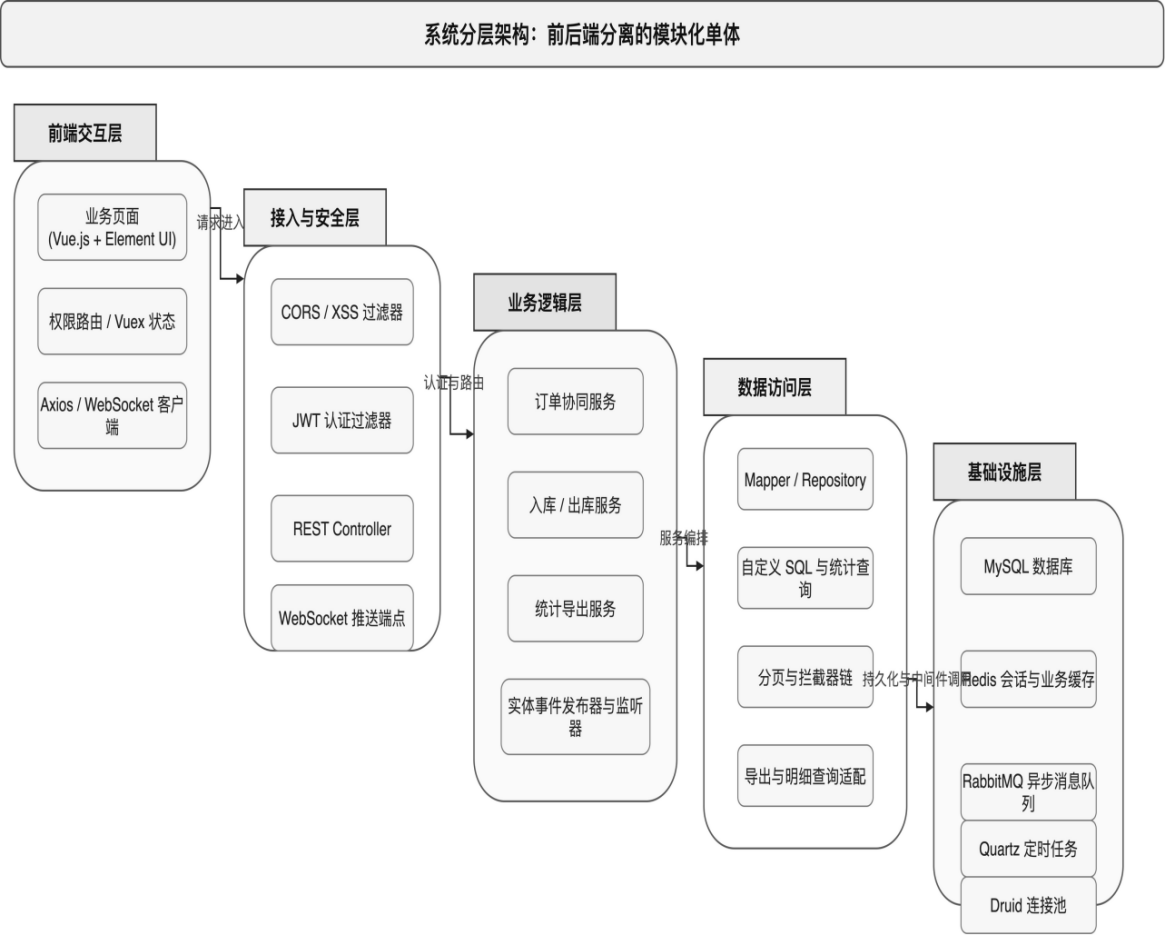 系统分层架构：前后端分离的模块化单体
前端交互层
业务页面
(Vue.js + Element UI)
权限路由 / Vuex 状态
Axios / WebSocket 客户
端
请求进入
接入与安全层
CORS / XSS 过滤器
JWT 认证过滤器
REST Controller
WebSocket 推送端点
认证与路由
业务逻辑层
订单协同服务
入库 / 出库服务
统计导出服务
实体事件发布器与监听
器
服务编排
数据访问层
Mapper / Repository
自定义 SQL 与统计查
询
分页与拦截器链
导出与明细查询适配
持久化与中间件调用
基础设施层
MySQL 数据库
Redis 会话与业务缓存
RabbitMQ 异步消息队
列
Quartz 定时任务
Druid 连接池